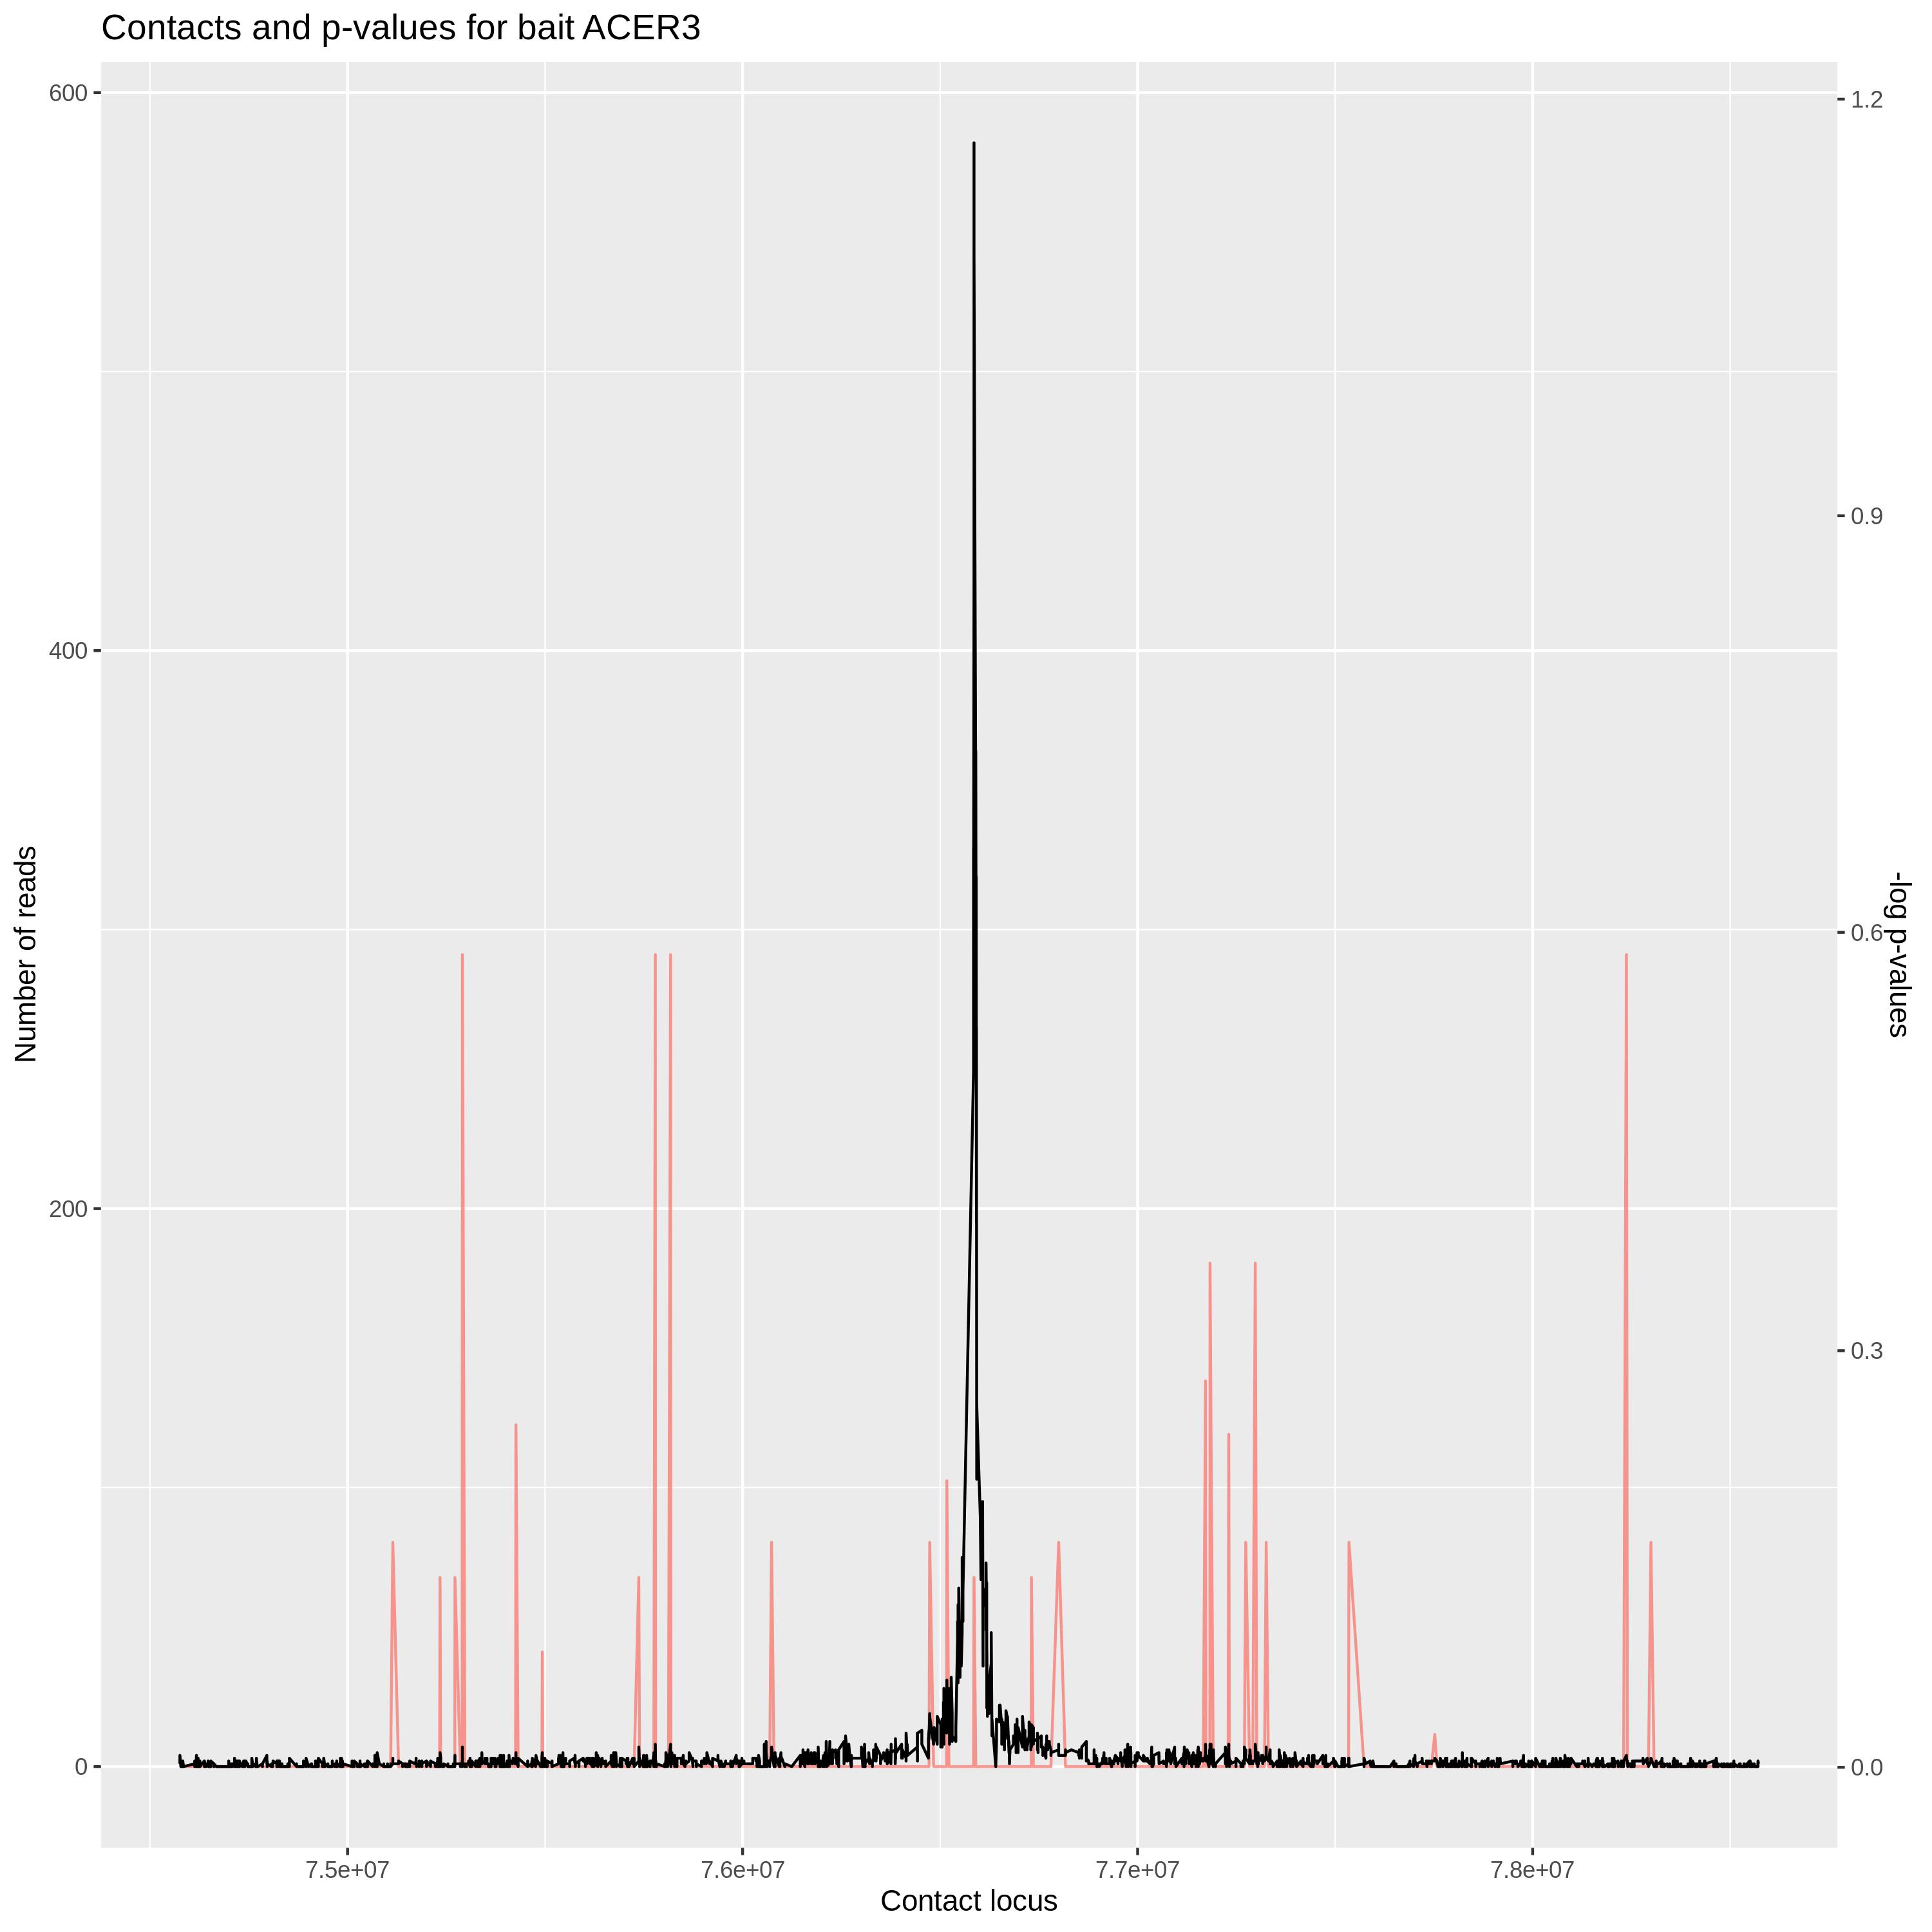 Contacts and p-values for bait ACER3
600
400
200
0
1.2
0.9
0.6
0.3
0.0
Number of reads
-log p-values
7.5e+07
7.6e+07
7.7e+07
7.8e+07
Contact locus